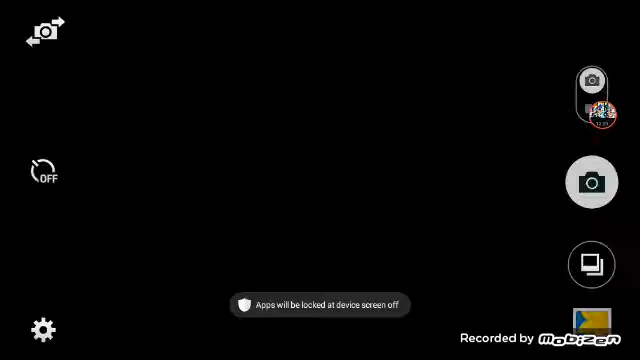 OFF
Apps will be locked at device screen off
Recorded by Mobizen